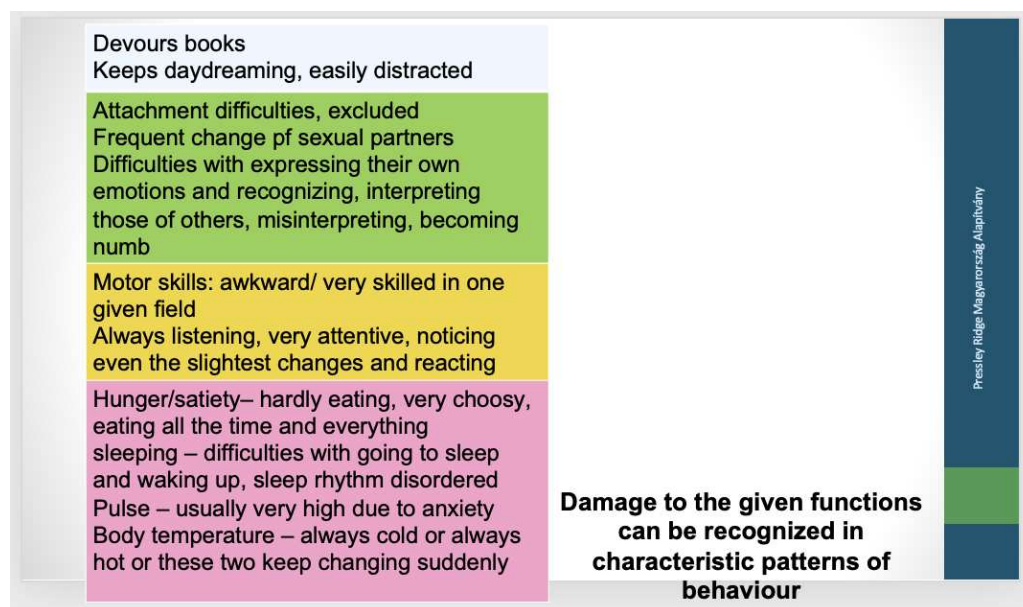 Devours books
Keeps daydreaming, easily distracted
Attachment difficulties, excluded
Frequent change pf sexual partners
Difficulties with expressing their own
emotions and recognizing, interpreting
those of others, misinterpreting, becoming
numb
Motor skills: awkward/ very skilled in one
given field
Always listening, very attentive, noticing
even the slightest changes and reacting
Hunger/satiety– hardly eating, very choosy,
eating all the time and everything
sleeping – difficulties with going to sleep
and waking up, sleep rhythm disordered
Pulse – usually very high due to anxiety
Body temperature – always cold or always
hot or these two keep changing suddenly
Damage to the given functions
can be recognized in
characteristic patterns of
behaviour
Pressley Ridge Magyarország Alapítvány